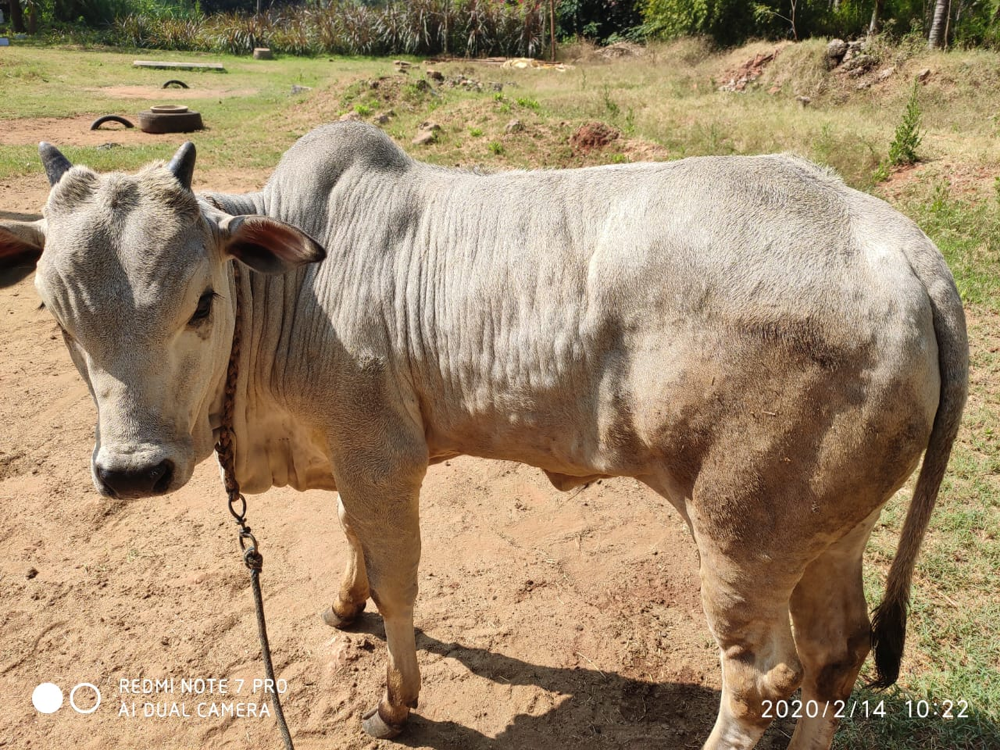 REDMI NOTE 7 PRO
AI DUAL CAMERA
2020/2/14 10:22